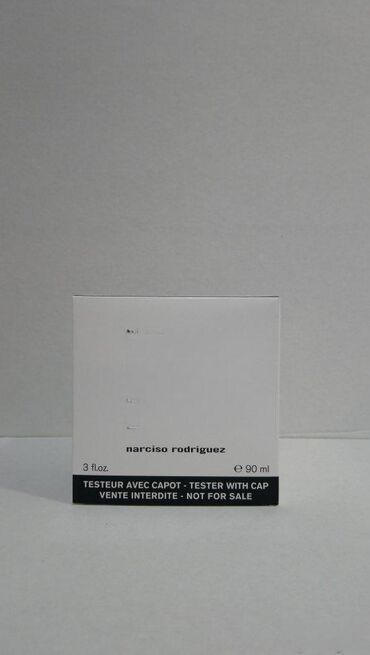 narciso rodriguez
3 fl.oz. ℮ 90 ml
TESTEUR AVEC CAPOT - TESTER WITH CAP
VENTE INTERDITE - NOT FOR SALE